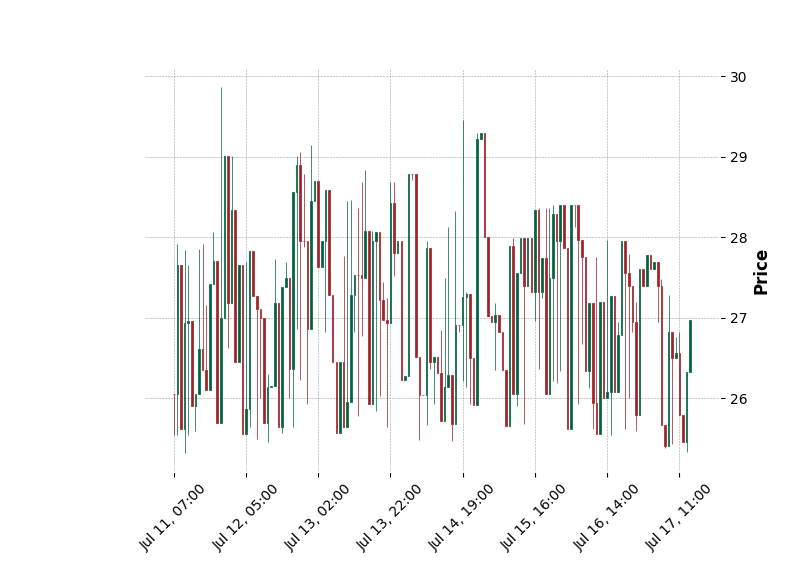 30
29
28
27
26
Price
Jul 11, 07:00
Jul 12, 05:00
Jul 13, 02:00
Jul 13, 22:00
Jul 14, 19:00
Jul 15, 16:00
Jul 16, 14:00
Jul 17, 11:00